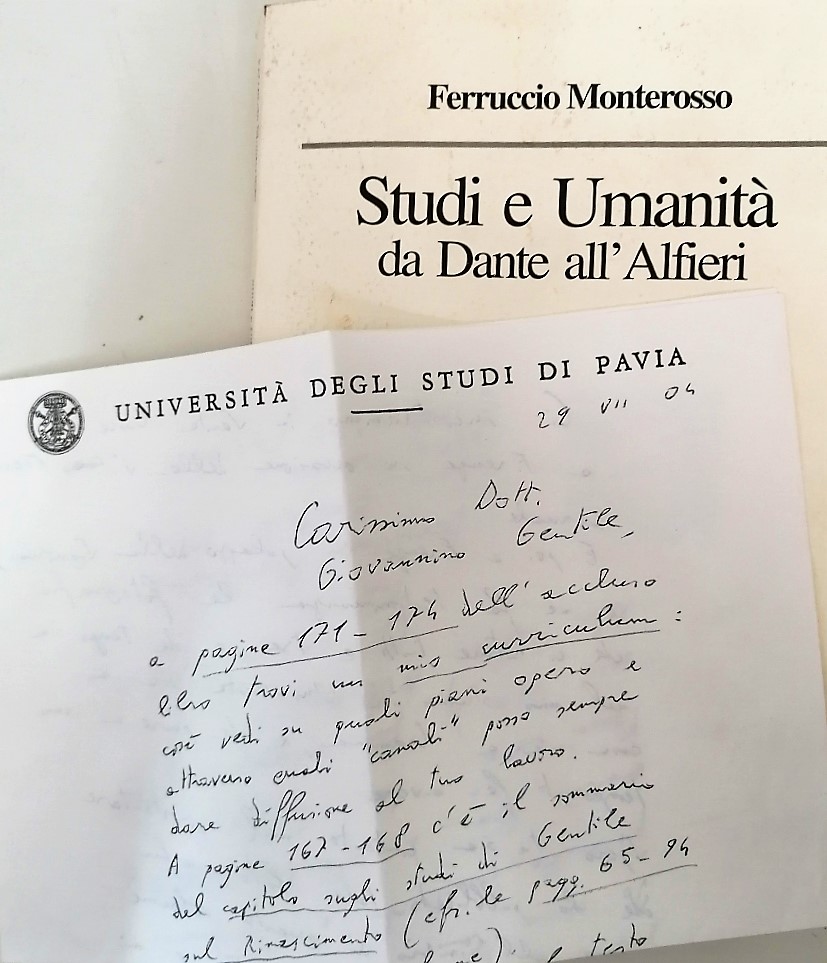 Ferruccio Monterosso
Studi e Umanità
da Dante all'Alfieri
UNIVERSITÀ DEGLI STUDI DI PAVIA
29 VII 04
Carissimo Dott.
Giovannino Gentile,
a pagine 171-174 dell'accluso
libro trovi un mio curriculum:
così vedi su quali piani opero e
attraverso quali "canali" posso sempre
dare diffusione al tuo lavoro.
A pagine 167-168 c'è il sommario
del capitolo sugli studi di Gentile
sul Rinascimento (cfr. le pagg. 65-94
il testo